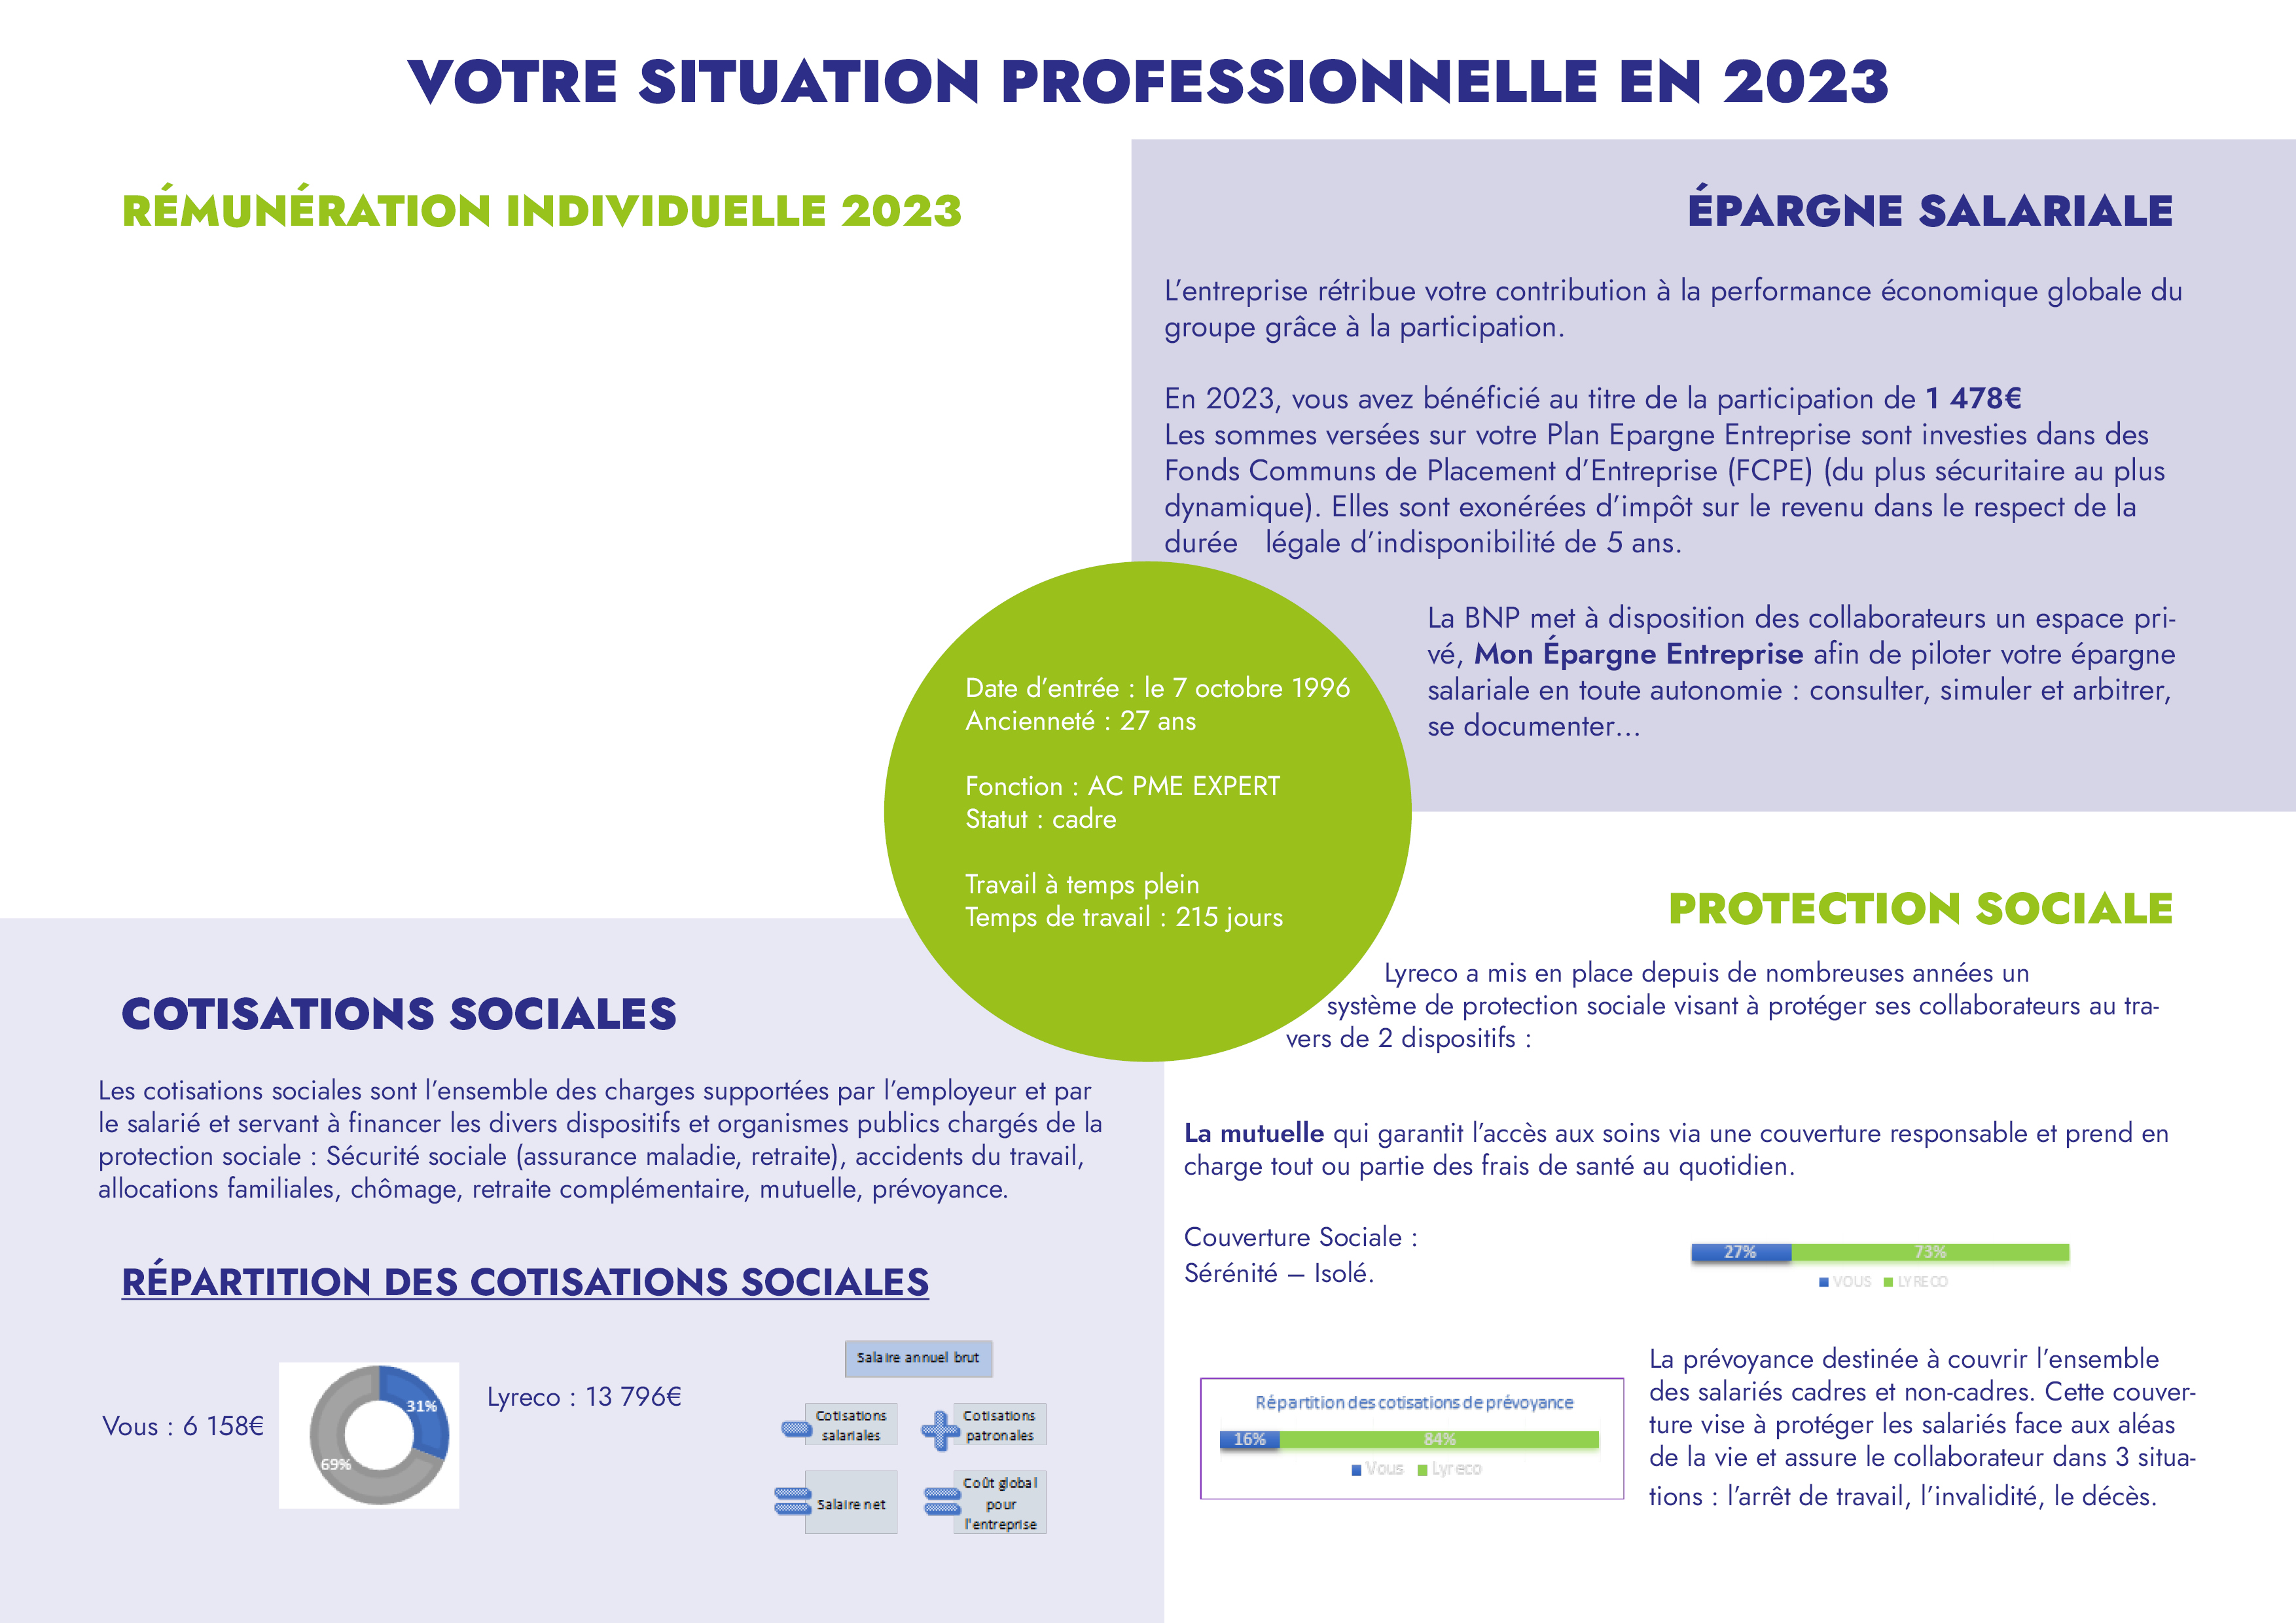 VOTRE SITUATION PROFESSIONNELLE EN 2023
RÉMUNÉRATION INDIVIDUELLE 2023
ÉPARGNE SALARIALE
L’entreprise rétribue votre contribution à la performance économique globale du
groupe grâce à la participation.
En 2023, vous avez bénéficié au titre de la participation de 1 478€
Les sommes versées sur votre Plan Epargne Entreprise sont investies dans des
Fonds Communs de Placement d’Entreprise (FCPE) (du plus sécuritaire au plus
dynamique). Elles sont exonérées d’impôt sur le revenu dans le respect de la
durée légale d’indisponibilité de 5 ans.
La BNP met à disposition des collaborateurs un espace pri-
vé, Mon Épargne Entreprise afin de piloter votre épargne
salariale en toute autonomie : consulter, simuler et arbitrer,
se documenter…
Date d’entrée : le 7 octobre 1996
Ancienneté : 27 ans
Fonction : AC PME EXPERT
Statut : cadre
Travail à temps plein
Temps de travail : 215 jours
COTISATIONS SOCIALES
Les cotisations sociales sont l’ensemble des charges supportées par l’employeur et par
le salarié et servant à financer les divers dispositifs et organismes publics chargés de la
protection sociale : Sécurité sociale (assurance maladie, retraite), accidents du travail,
allocations familiales, chômage, retraite complémentaire, mutuelle, prévoyance.
RÉPARTITION DES COTISATIONS SOCIALES
Vous : 6 158€
31%
69%
Lyreco : 13 796€
Salaire annuel brut
Cotisations
salariales
Cotisations
patronales
Salaire net
Coût global
pour
l'entreprise
PROTECTION SOCIALE
Lyreco a mis en place depuis de nombreuses années un
système de protection sociale visant à protéger ses collaborateurs au tra-
vers de 2 dispositifs :
La mutuelle qui garantit l’accès aux soins via une couverture responsable et prend en
charge tout ou partie des frais de santé au quotidien.
Couverture Sociale :
Sérénité – Isolé.
27% 73%
VOUS LYRECO
Répartition des cotisations de prévoyance
16% 84%
Vous Lyreco
La prévoyance destinée à couvrir l’ensemble
des salariés cadres et non-cadres. Cette couver-
ture vise à protéger les salariés face aux aléas
de la vie et assure le collaborateur dans 3 situa-
tions : l’arrêt de travail, l’invalidité, le décès.